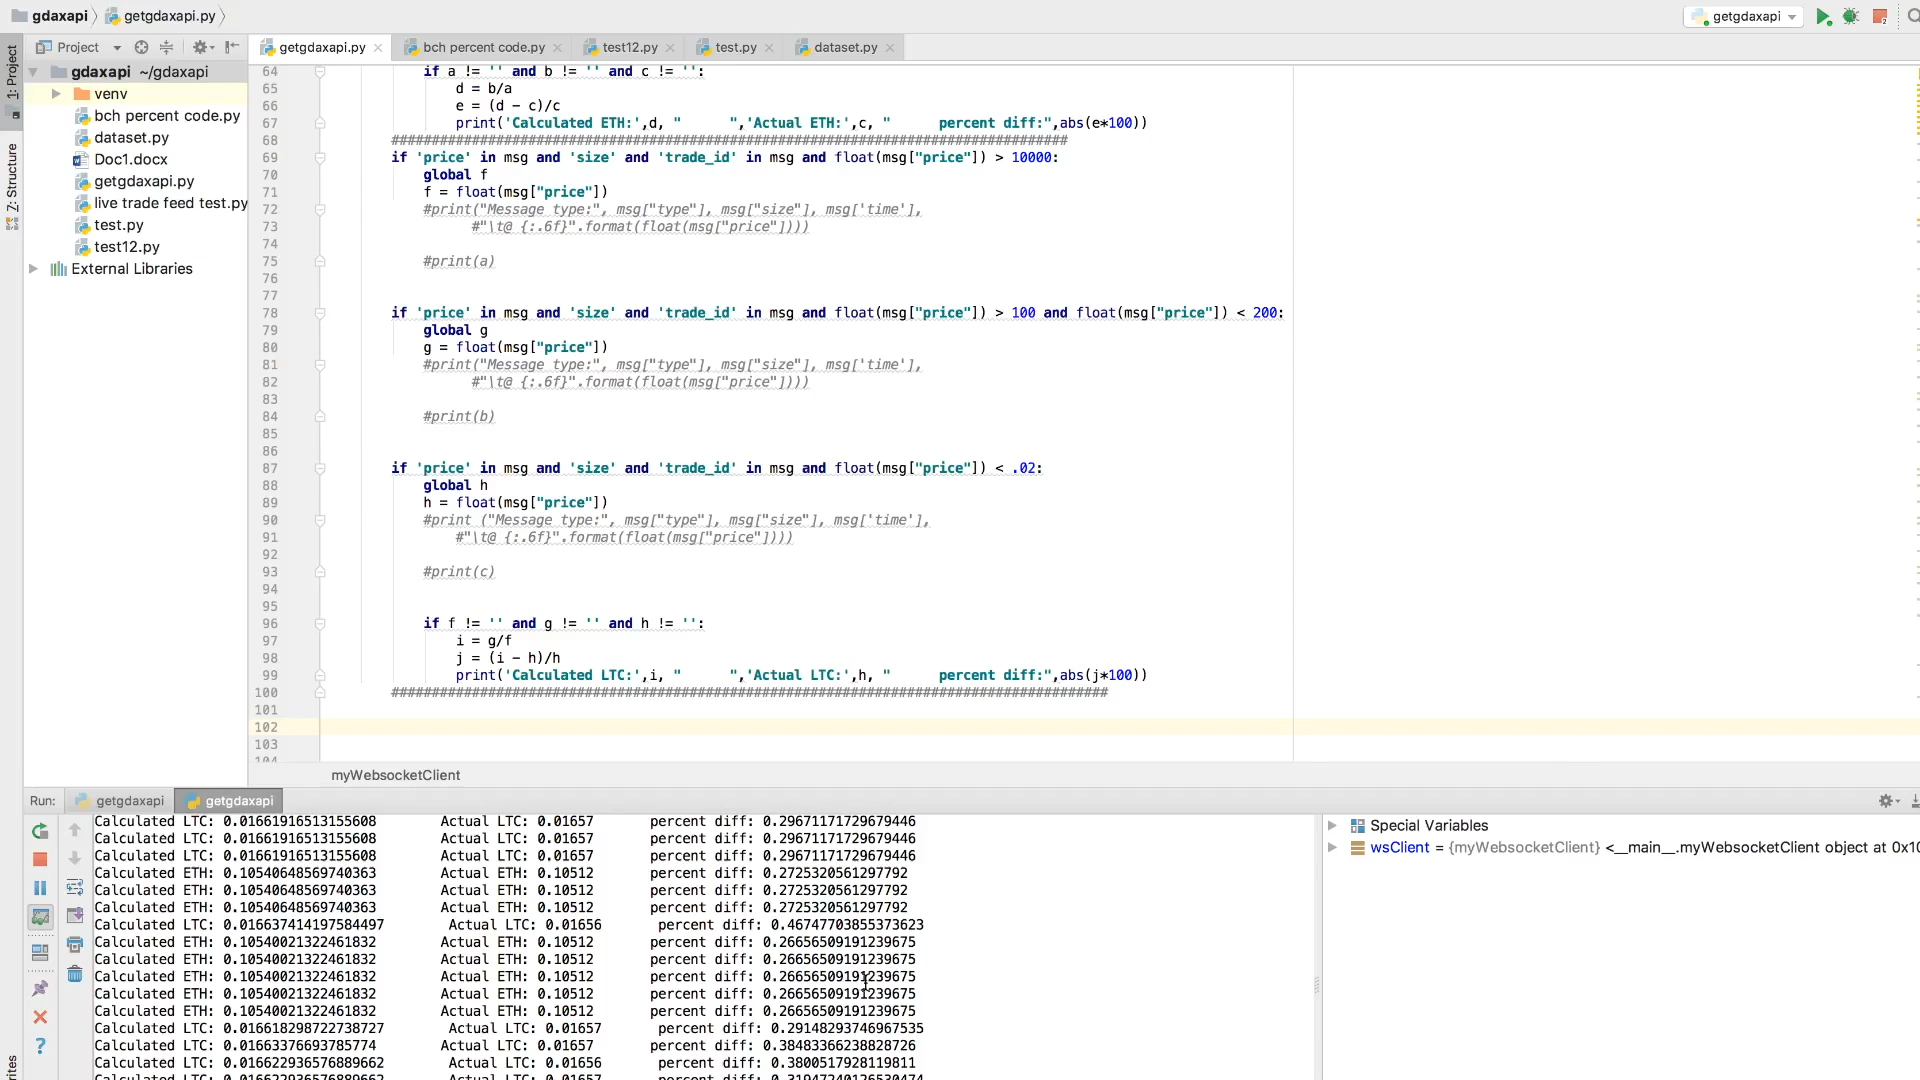 gdaxapi getgdaxapi.py
getgdaxapi
Project
getgdaxapi.py bch percent code.py test12.py test.py dataset.py
1: Project
Z: Structure
gdaxapi ~/gdaxapi
venv
bch percent code.py
dataset.py
Doc1.docx
getgdaxapi.py
live trade feed test.py
test.py
test12.py
External Libraries
64 if a != '' and b != '' and c != '':
65 d = b/a
66 e = (d - c)/c
67 print('Calculated ETH:',d, "      ",'Actual ETH:',c, "      percent diff:",abs(e*100))
68 ####################################################################################
69 if 'price' in msg and 'size' and 'trade_id' in msg and float(msg["price"]) > 10000:
70 global f
71 f = float(msg["price"])
72 #print("Message type:", msg["type"], msg["size"], msg['time'],
73 #"\t@ {:.6f}".format(float(msg["price"])))
74
75 #print(a)
76
77
78 if 'price' in msg and 'size' and 'trade_id' in msg and float(msg["price"]) > 100 and float(msg["price"]) < 200:
79 global g
80 g = float(msg["price"])
81 #print("Message type:", msg["type"], msg["size"], msg['time'],
82 #"\t@ {:.6f}".format(float(msg["price"])))
83
84 #print(b)
85
86
87 if 'price' in msg and 'size' and 'trade_id' in msg and float(msg["price"]) < .02:
88 global h
89 h = float(msg["price"])
90 #print ("Message type:", msg["type"], msg["size"], msg['time'],
91 #"\t@ {:.6f}".format(float(msg["price"])))
92
93 #print(c)
94
95
96 if f != '' and g != '' and h != '':
97 i = g/f
98 j = (i - h)/h
99 print('Calculated LTC:',i, "      ",'Actual LTC:',h, "      percent diff:",abs(j*100))
100 #########################################################################################
101
102
103
104
myWebsocketClient
Run: getgdaxapi getgdaxapi
Calculated LTC: 0.01661916513155608 Actual LTC: 0.01657 percent diff: 0.29671171729679446
Calculated LTC: 0.01661916513155608 Actual LTC: 0.01657 percent diff: 0.29671171729679446
Calculated LTC: 0.01661916513155608 Actual LTC: 0.01657 percent diff: 0.29671171729679446
Calculated ETH: 0.10540648569740363 Actual ETH: 0.10512 percent diff: 0.2725320561297792
Calculated ETH: 0.10540648569740363 Actual ETH: 0.10512 percent diff: 0.2725320561297792
Calculated ETH: 0.10540648569740363 Actual ETH: 0.10512 percent diff: 0.2725320561297792
Calculated LTC: 0.016637414197584497 Actual LTC: 0.01656 percent diff: 0.46747703855373623
Calculated ETH: 0.10540021322461832 Actual ETH: 0.10512 percent diff: 0.26656509191239675
Calculated ETH: 0.10540021322461832 Actual ETH: 0.10512 percent diff: 0.26656509191239675
Calculated ETH: 0.10540021322461832 Actual ETH: 0.10512 percent diff: 0.26656509191239675
Calculated ETH: 0.10540021322461832 Actual ETH: 0.10512 percent diff: 0.26656509191239675
Calculated ETH: 0.10540021322461832 Actual ETH: 0.10512 percent diff: 0.26656509191239675
Calculated LTC: 0.016618298722738727 Actual LTC: 0.01657 percent diff: 0.29148293746967535
Calculated LTC: 0.01663376693785774 Actual LTC: 0.01657 percent diff: 0.38483366238828726
Calculated LTC: 0.016622936576889662 Actual LTC: 0.01656 percent diff: 0.3800517928119811
Calculated LTC: 0.016622936576889662 Actual LTC: 0.01657 percent diff: 0.31947240126530474
Special Variables
wsClient = {myWebsocketClient} <__main__.myWebsocketClient object at 0x10